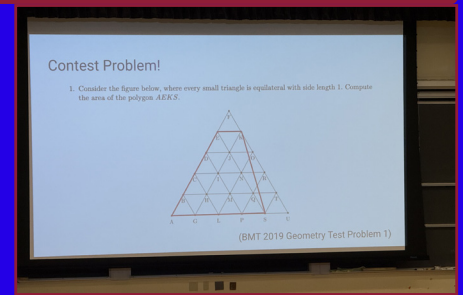 Contest Problem!
1. Consider the figure below, where every small triangle is equilateral with side length 1. Compute
the area of the polygon AEKS.
A G L P S
(BMT 2019 Geometry Test Problem 1)